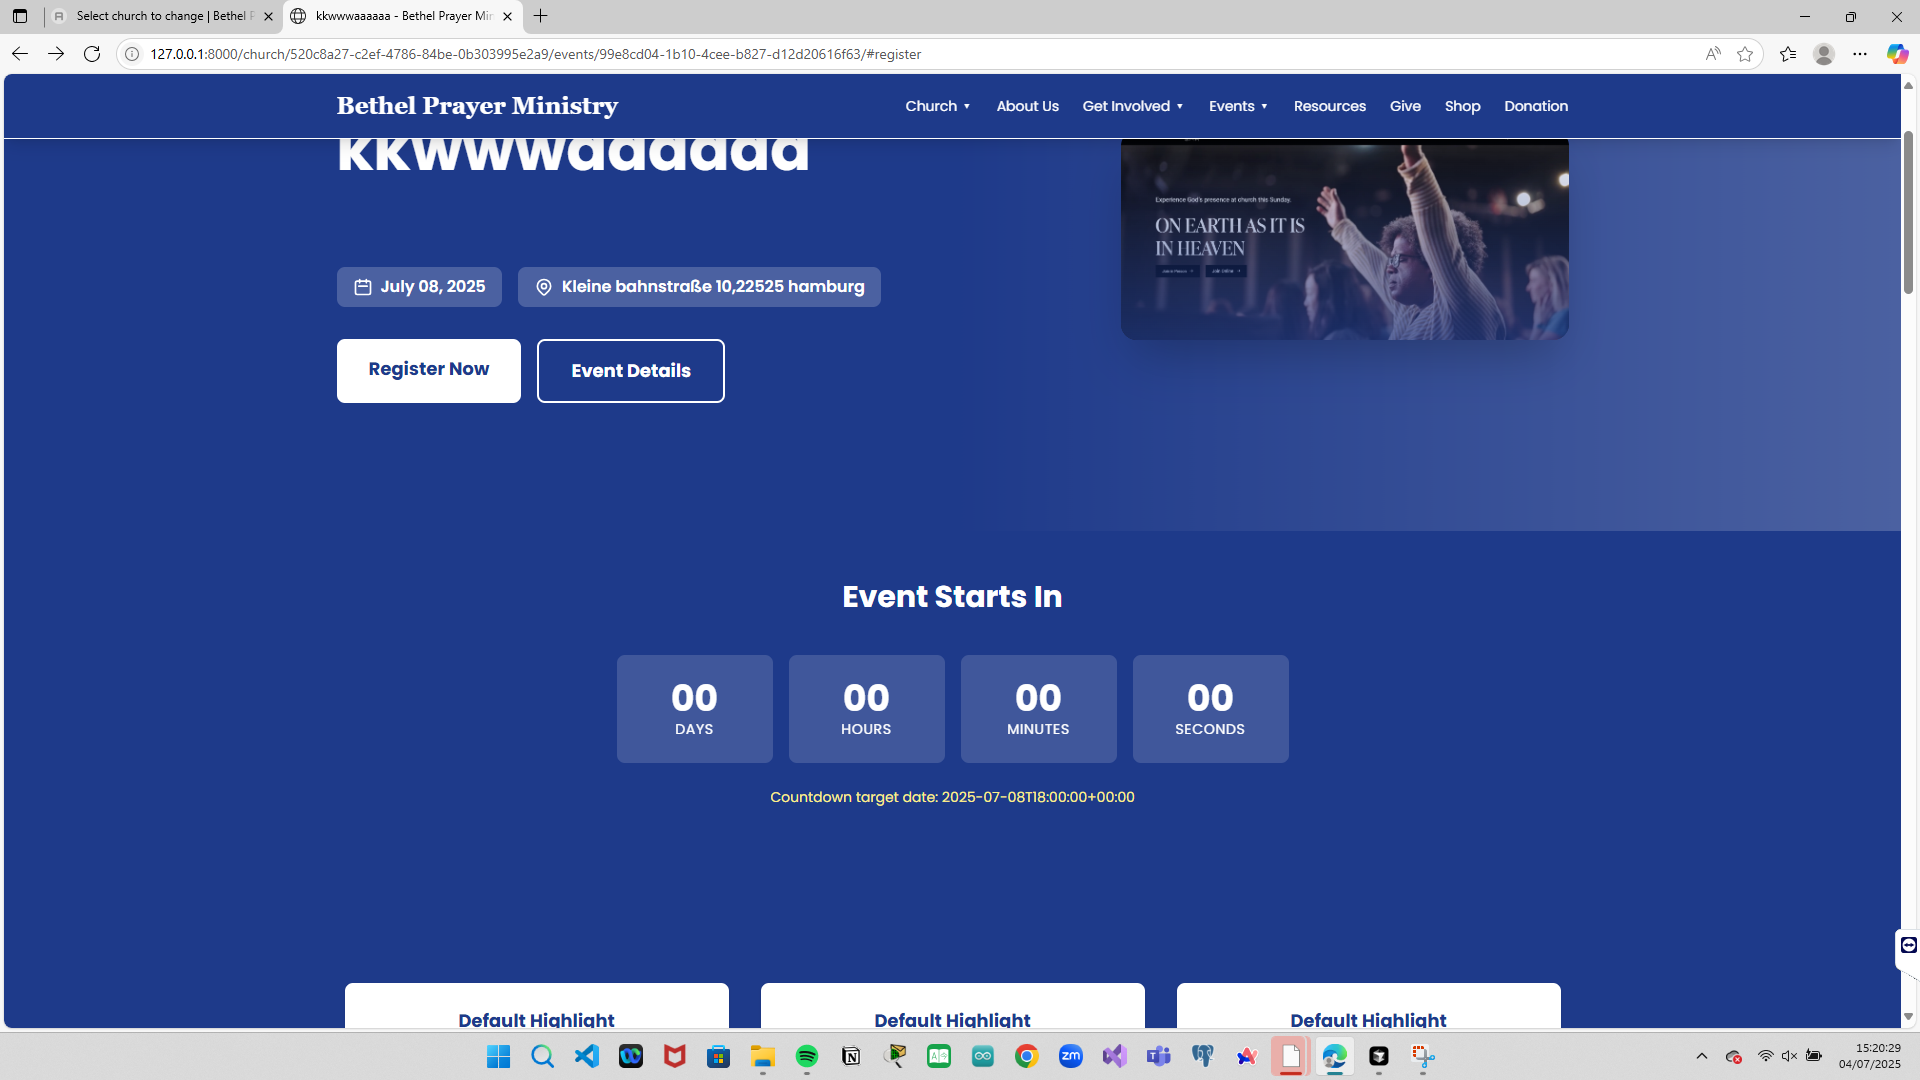 Select church to change | Bethel P
kkwwwaaaaaa - Bethel Prayer Min
127.0.0.1:8000/church/520c8a27-c2ef-4786-84be-0b303995e2a9/events/99e8cd04-1b10-4cee-b827-d12d20616f63/#register
Bethel Prayer Ministry
Church ▼ About Us Get Involved ▼ Events ▼ Resources Give Shop Donation
kkwwwaaaaaa
Experience God's presence at church this Sunday.
ON EARTH AS IT IS
IN HEAVEN
Join Online
July 08, 2025
Kleine bahnstraße 10,22525 hamburg
Register Now
Event Details
Event Starts In
00 00 00 00
DAYS HOURS MINUTES SECONDS
Countdown target date: 2025-07-08T18:00:00+00:00
Default Highlight Default Highlight Default Highlight
zm
15:20:29
04/07/2025